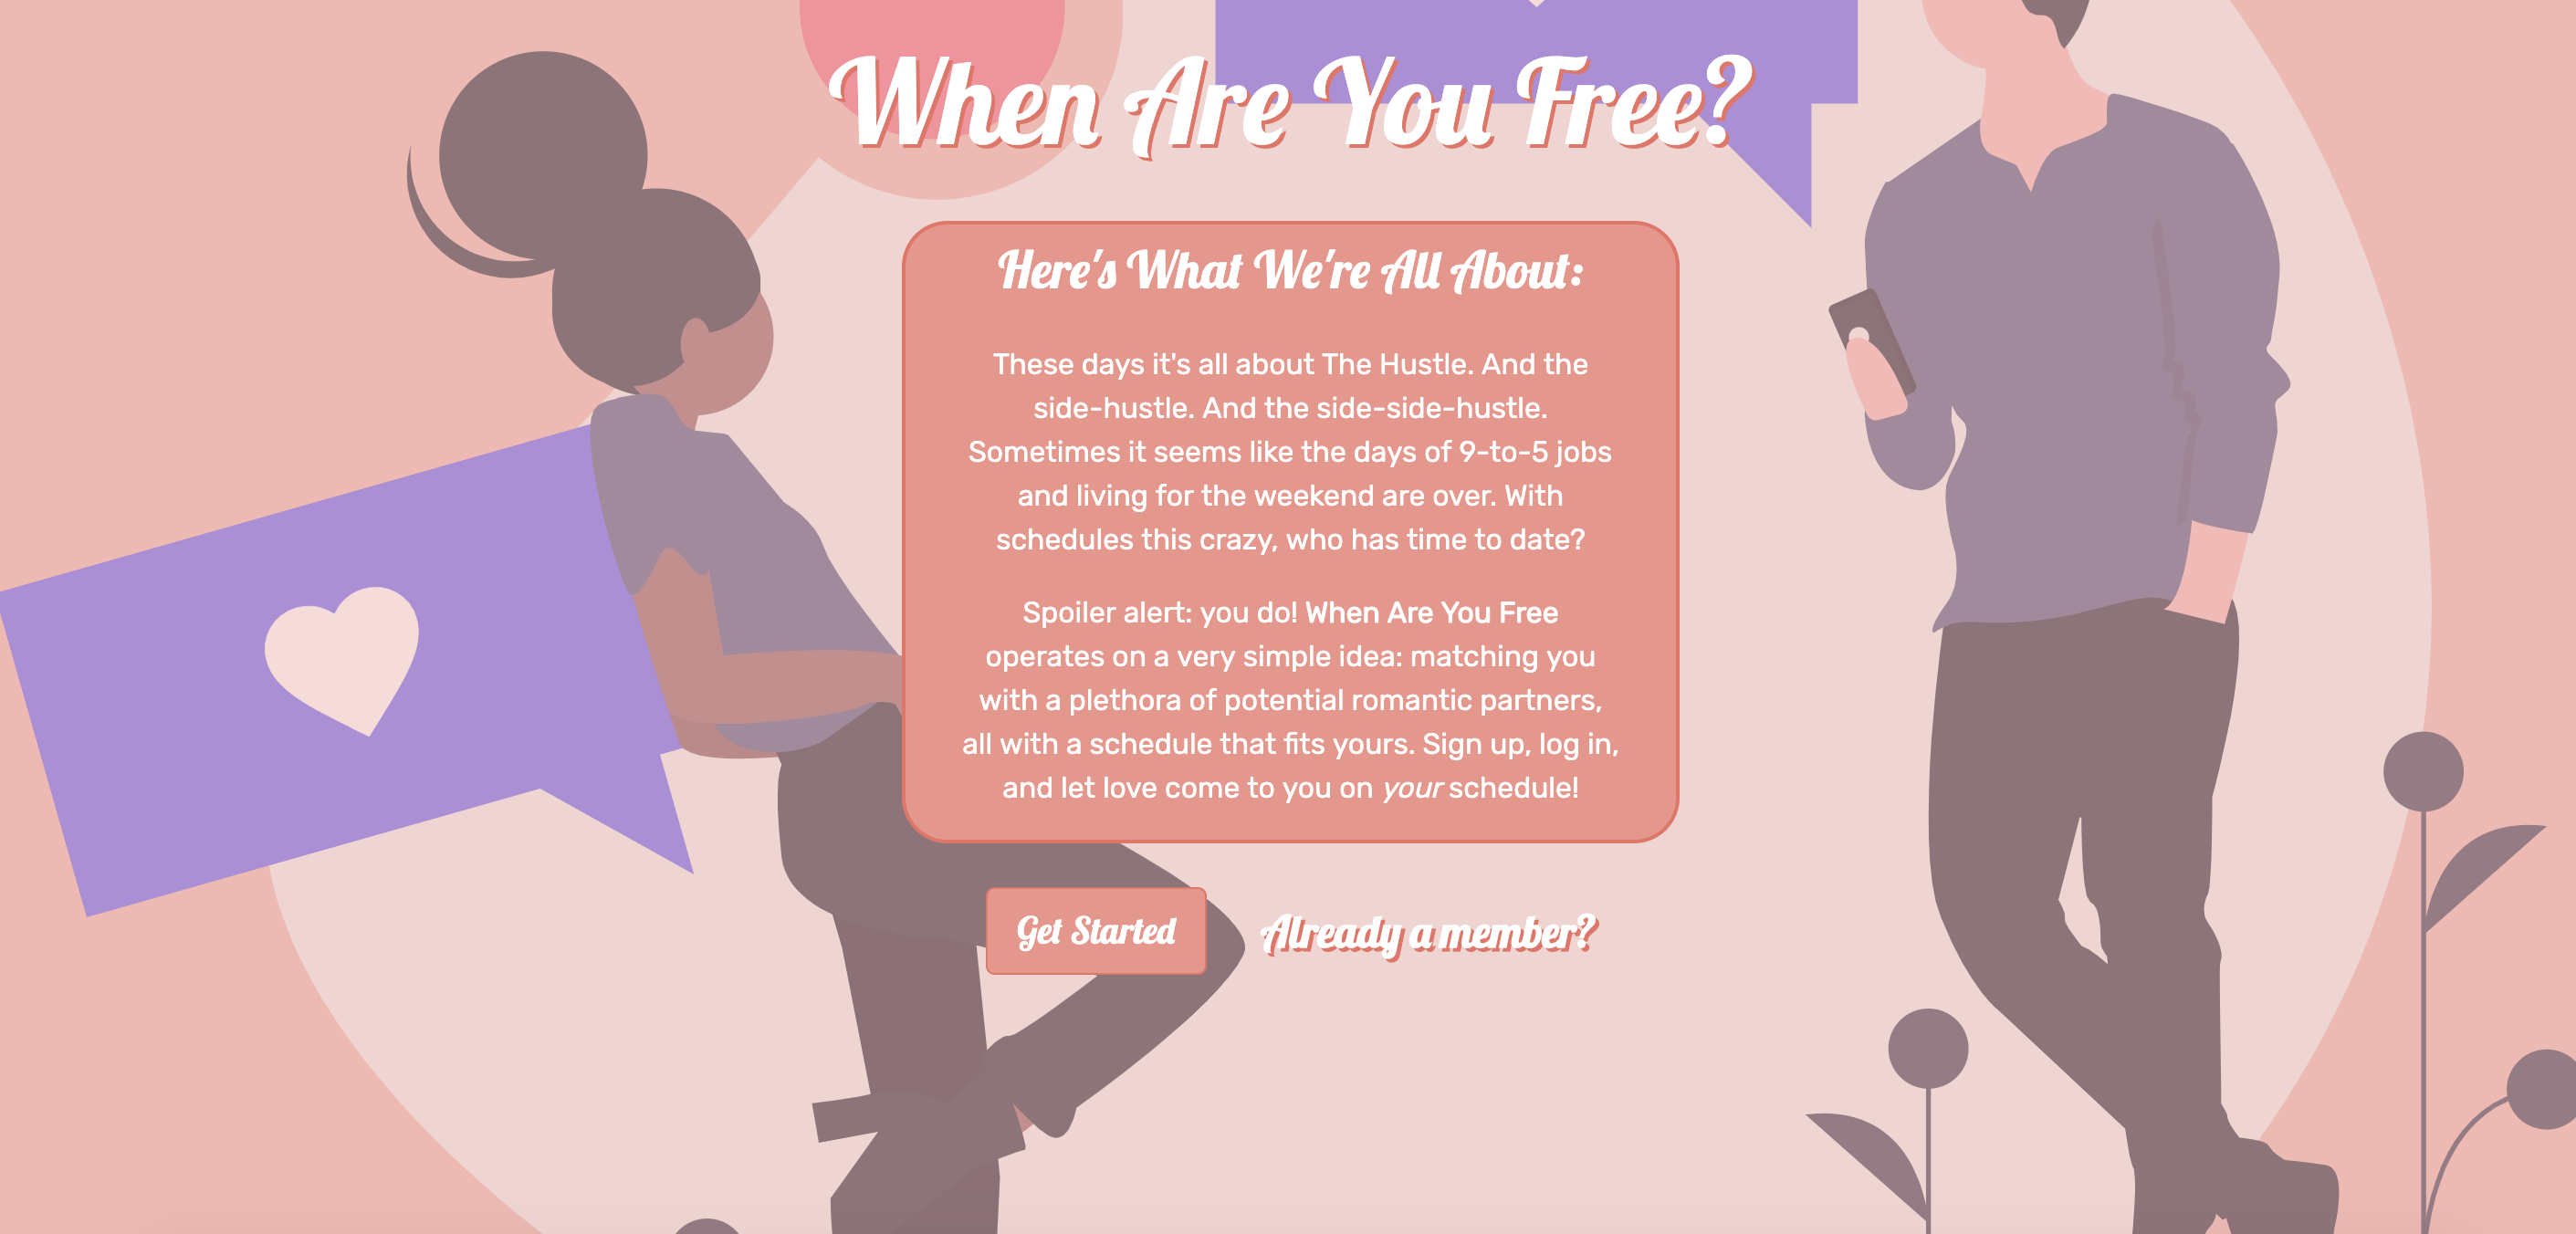 When Are You Free?
Here's What We're All About:
These days it's all about The Hustle. And the
side-hustle. And the side-side-hustle.
Sometimes it seems like the days of 9-to-5 jobs
and living for the weekend are over. With
schedules this crazy, who has time to date?
Spoiler alert: you do! When Are You Free
operates on a very simple idea: matching you
with a plethora of potential romantic partners,
all with a schedule that fits yours. Sign up, log in,
and let love come to you on your schedule!
Get Started
Already a member?